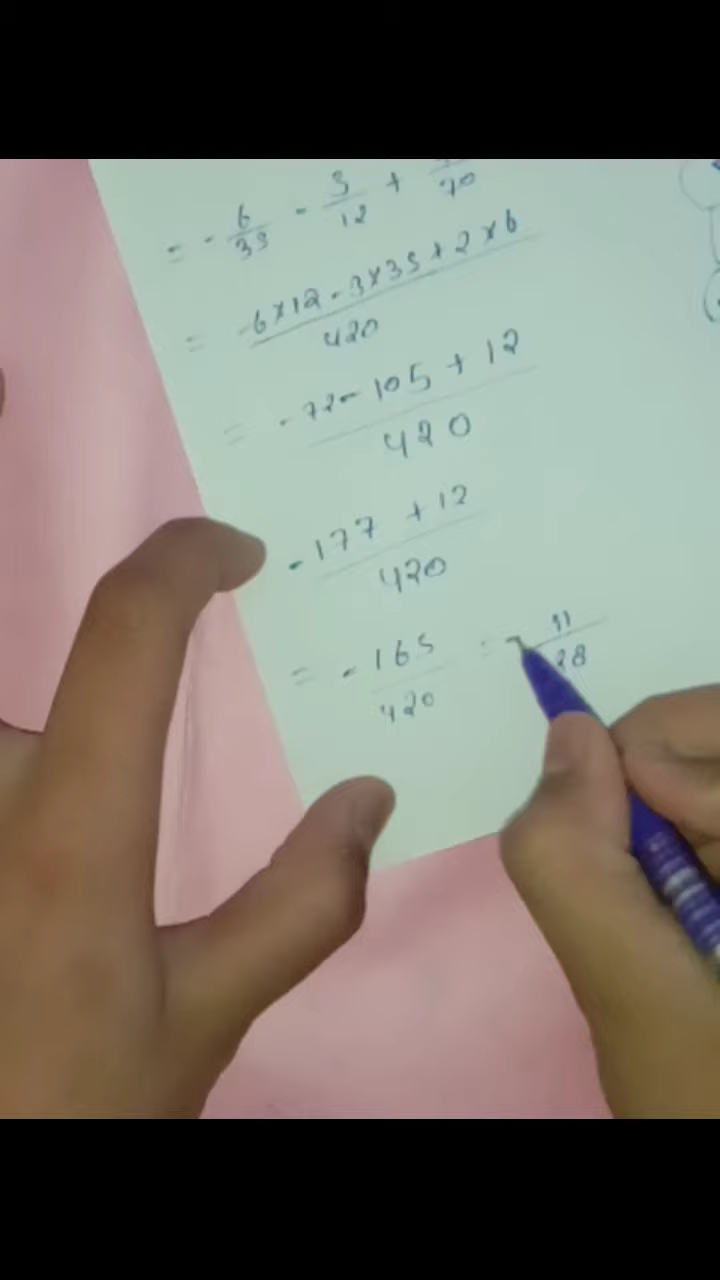 = - 6/35 - 3/12 + /70
= -6×12 - 3×35 + 2×6 / 420
= - 72 - 105 + 12 / 420
- 177 + 12 / 420
= - 165/420 = - 11/28